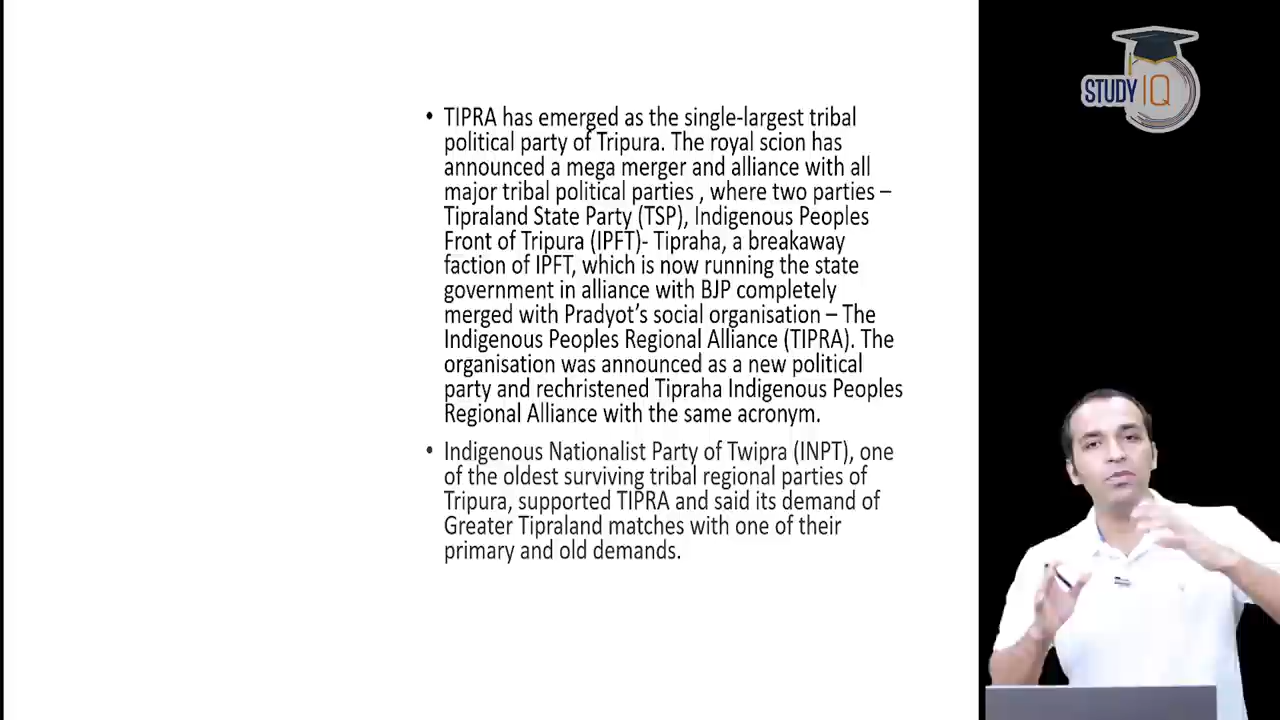 • TIPRA has emerged as the single-largest tribal
political party of Tripura. The royal scion has
announced a mega merger and alliance with all
major tribal political parties , where two parties –
Tipraland State Party (TSP), Indigenous Peoples
Front of Tripura (IPFT)- Tipraha, a breakaway
faction of IPFT, which is now running the state
government in alliance with BJP completely
merged with Pradyot's social organisation – The
Indigenous Peoples Regional Alliance (TIPRA). The
organisation was announced as a new political
party and rechristened Tipraha Indigenous Peoples
Regional Alliance with the same acronym.
• Indigenous Nationalist Party of Twipra (INPT), one
of the oldest surviving tribal regional parties of
Tripura, supported TIPRA and said its demand of
Greater Tipraland matches with one of their
primary and old demands.
STUDY IQ